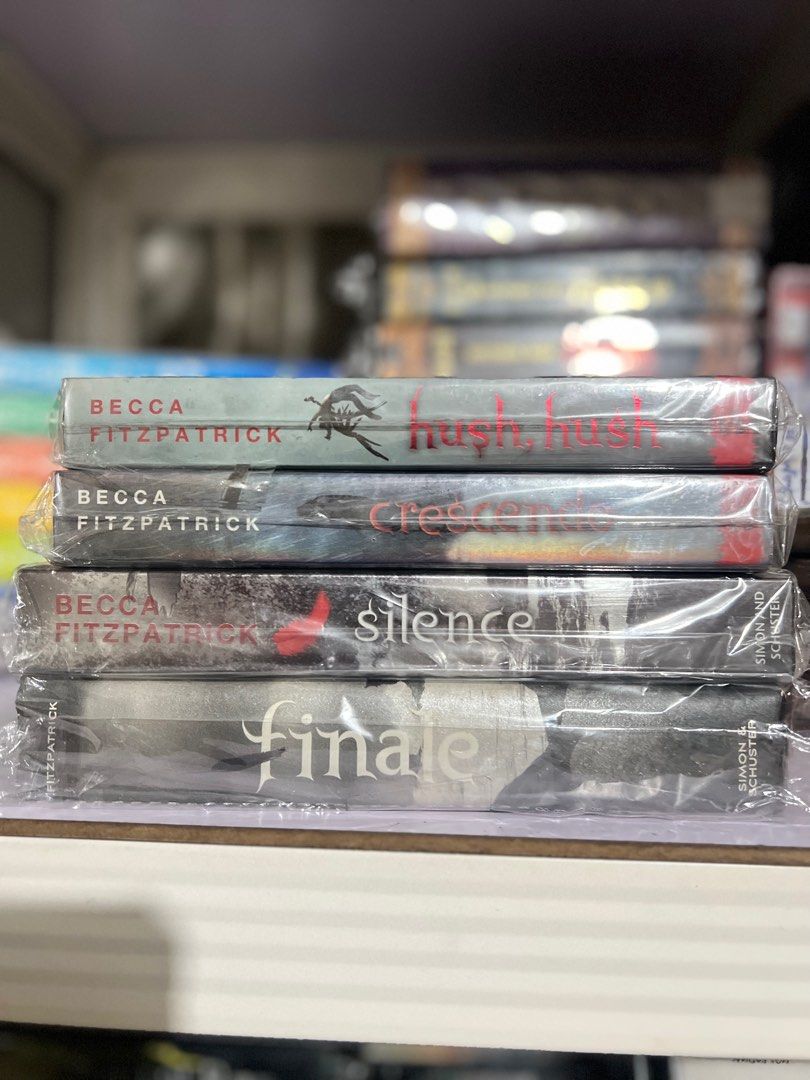 BECCA
FITZPATRICK
hush, hush
BECCA
FITZPATRICK
crescendo
BECCA
FITZPATRICK
silence
SIMON AND
SCHUSTER
FITZPATRICK
finale
SIMON &
SCHUSTER